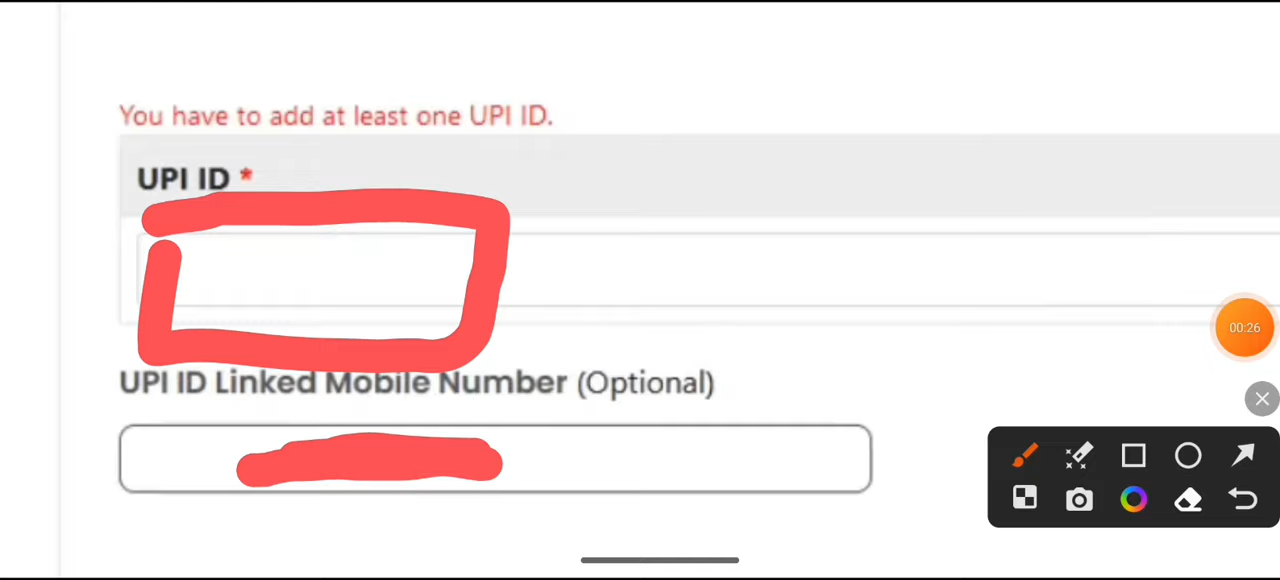 You have to add at least one UPI ID.
UPI ID *
00:26
UPI ID Linked Mobile Number (Optional)